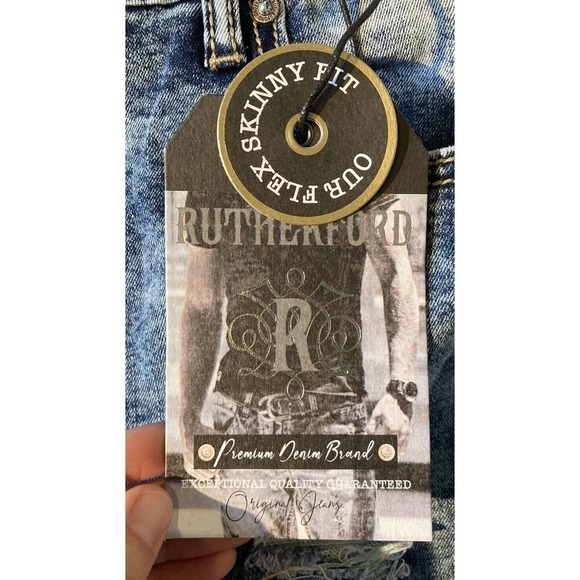 OUR FLEX SKINNY FIT
RUTHERFORD
R
Premium Denim Brand
EXCEPTIONAL QUALITY GUARANTEED
Original Jeans